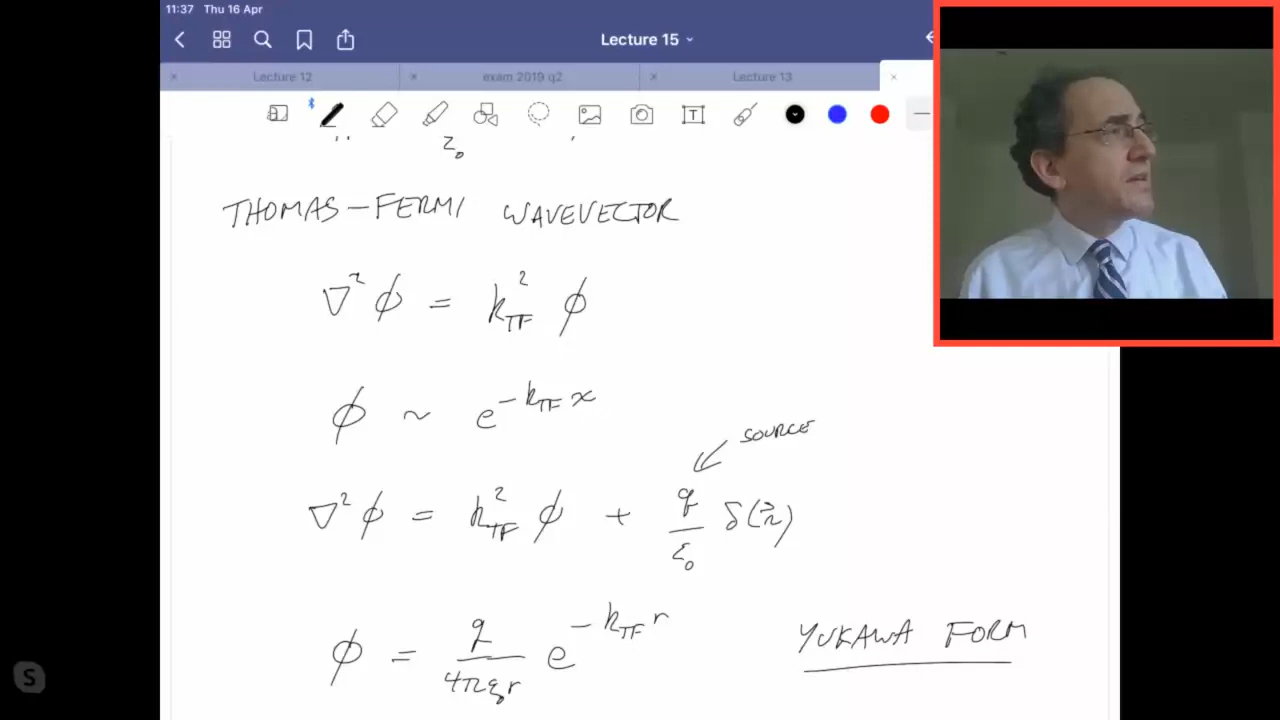 11:37 Thu 16 Apr
Lecture 15
Lecture 12
exam 2019 q2
Lecture 13
T
ε₀
THOMAS-FERMI WAVEVECTOR
∇²φ = k_TF² φ
φ ~ e^{-k_TF x}
SOURCE
∇²φ = k_TF² φ + q/ε₀ δ(r⃗)
φ = q/(4πε₀r) e^{-k_TF r}
YUKAWA FORM
S